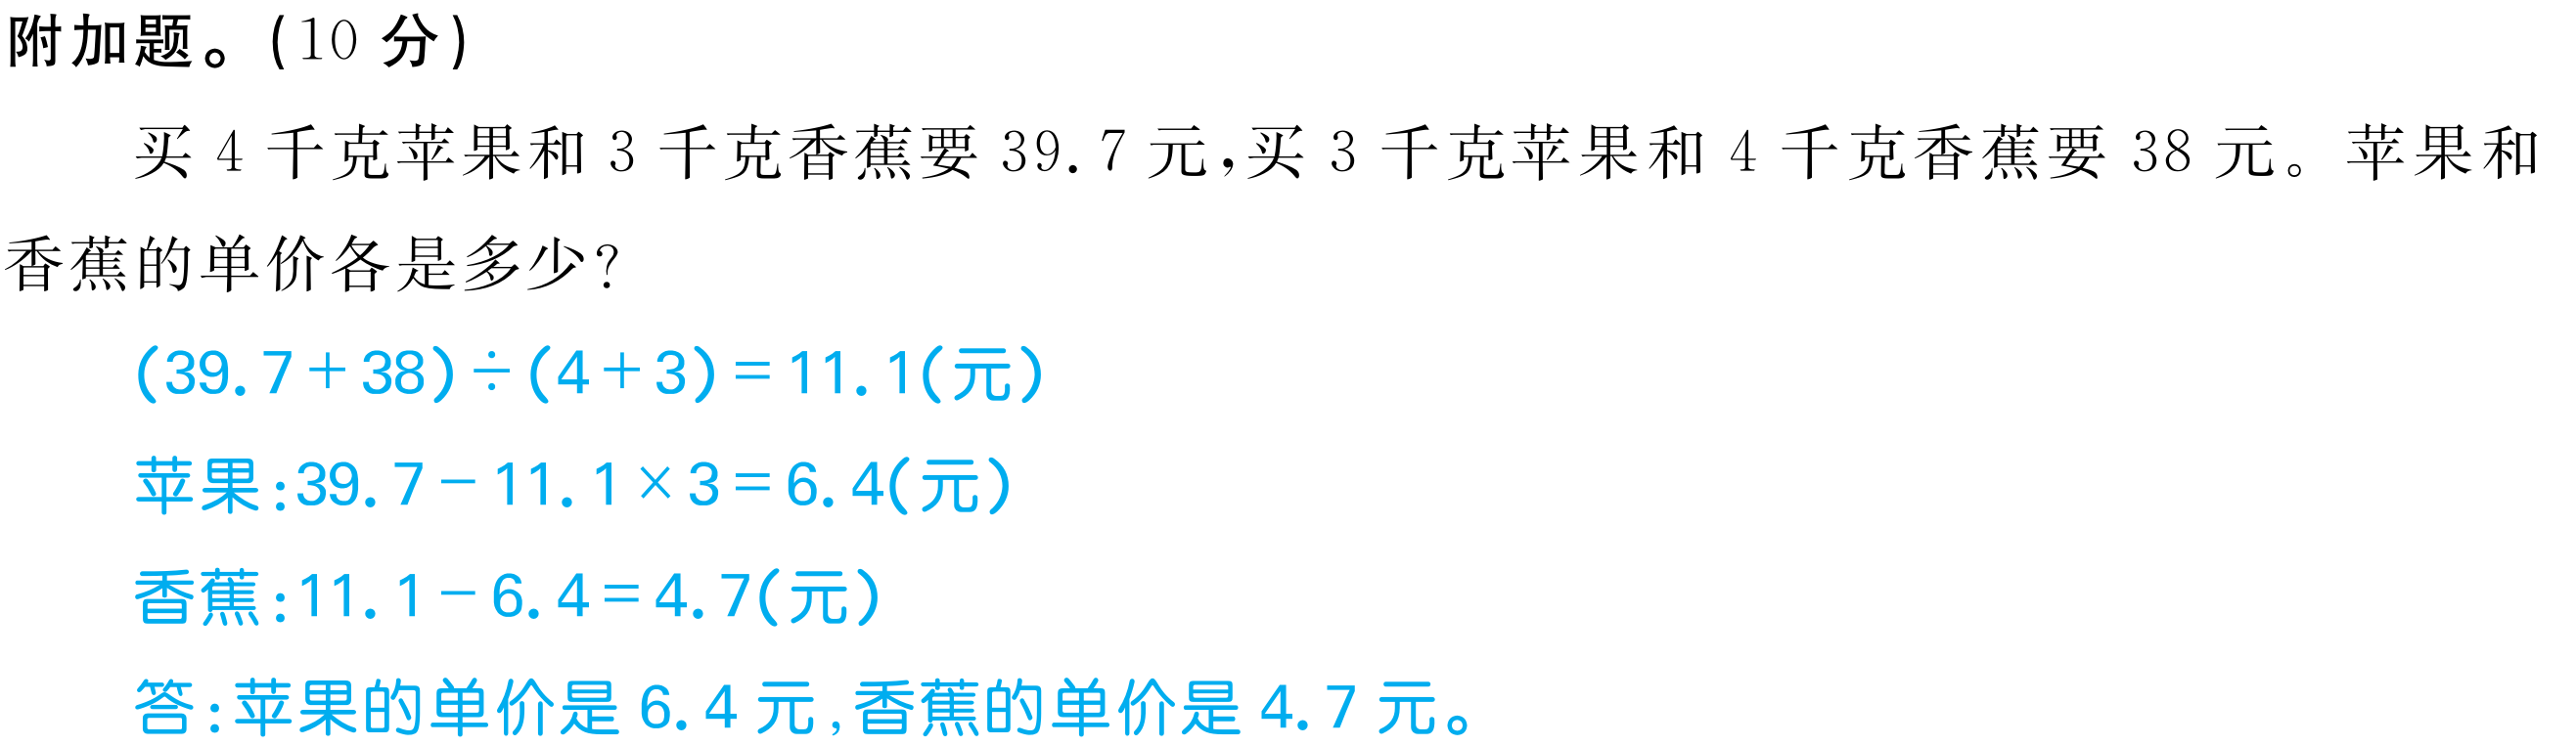 附加题。(10 分)
买 4 千克苹果和 3 千克香蕉要 39.7 元,买 3 千克苹果和 4 千克香蕉要 38 元。苹果和
香蕉的单价各是多少?
(39.7+38)÷(4+3)=11.1(元)
苹果:39.7-11.1×3=6.4(元)
香蕉:11.1-6.4=4.7(元)
答:苹果的单价是 6.4 元,香蕉的单价是 4.7 元。